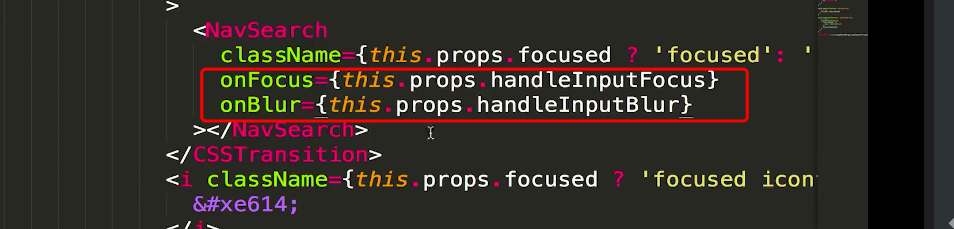 >
<NavSearch
className={this.props.focused ? 'focused': '
onFocus={this.props.handleInputFocus}
onBlur={this.props.handleInputBlur}
></NavSearch>
</CSSTransition>
<i className={this.props.focused ? 'focused icon
&#xe614;
</i>